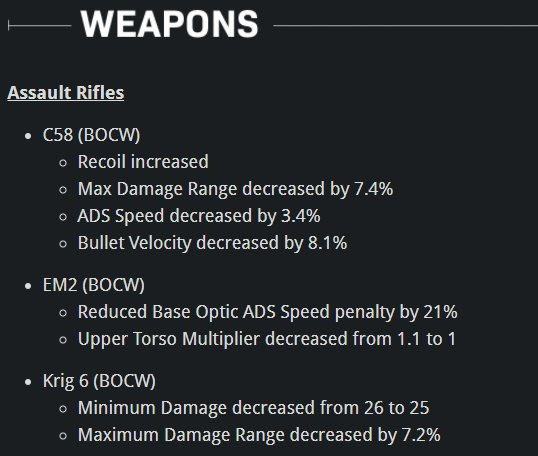 WEAPONS
Assault Rifles
• C58 (BOCW)
◦ Recoil increased
◦ Max Damage Range decreased by 7.4%
◦ ADS Speed decreased by 3.4%
◦ Bullet Velocity decreased by 8.1%
• EM2 (BOCW)
◦ Reduced Base Optic ADS Speed penalty by 21%
◦ Upper Torso Multiplier decreased from 1.1 to 1
• Krig 6 (BOCW)
◦ Minimum Damage decreased from 26 to 25
◦ Maximum Damage Range decreased by 7.2%